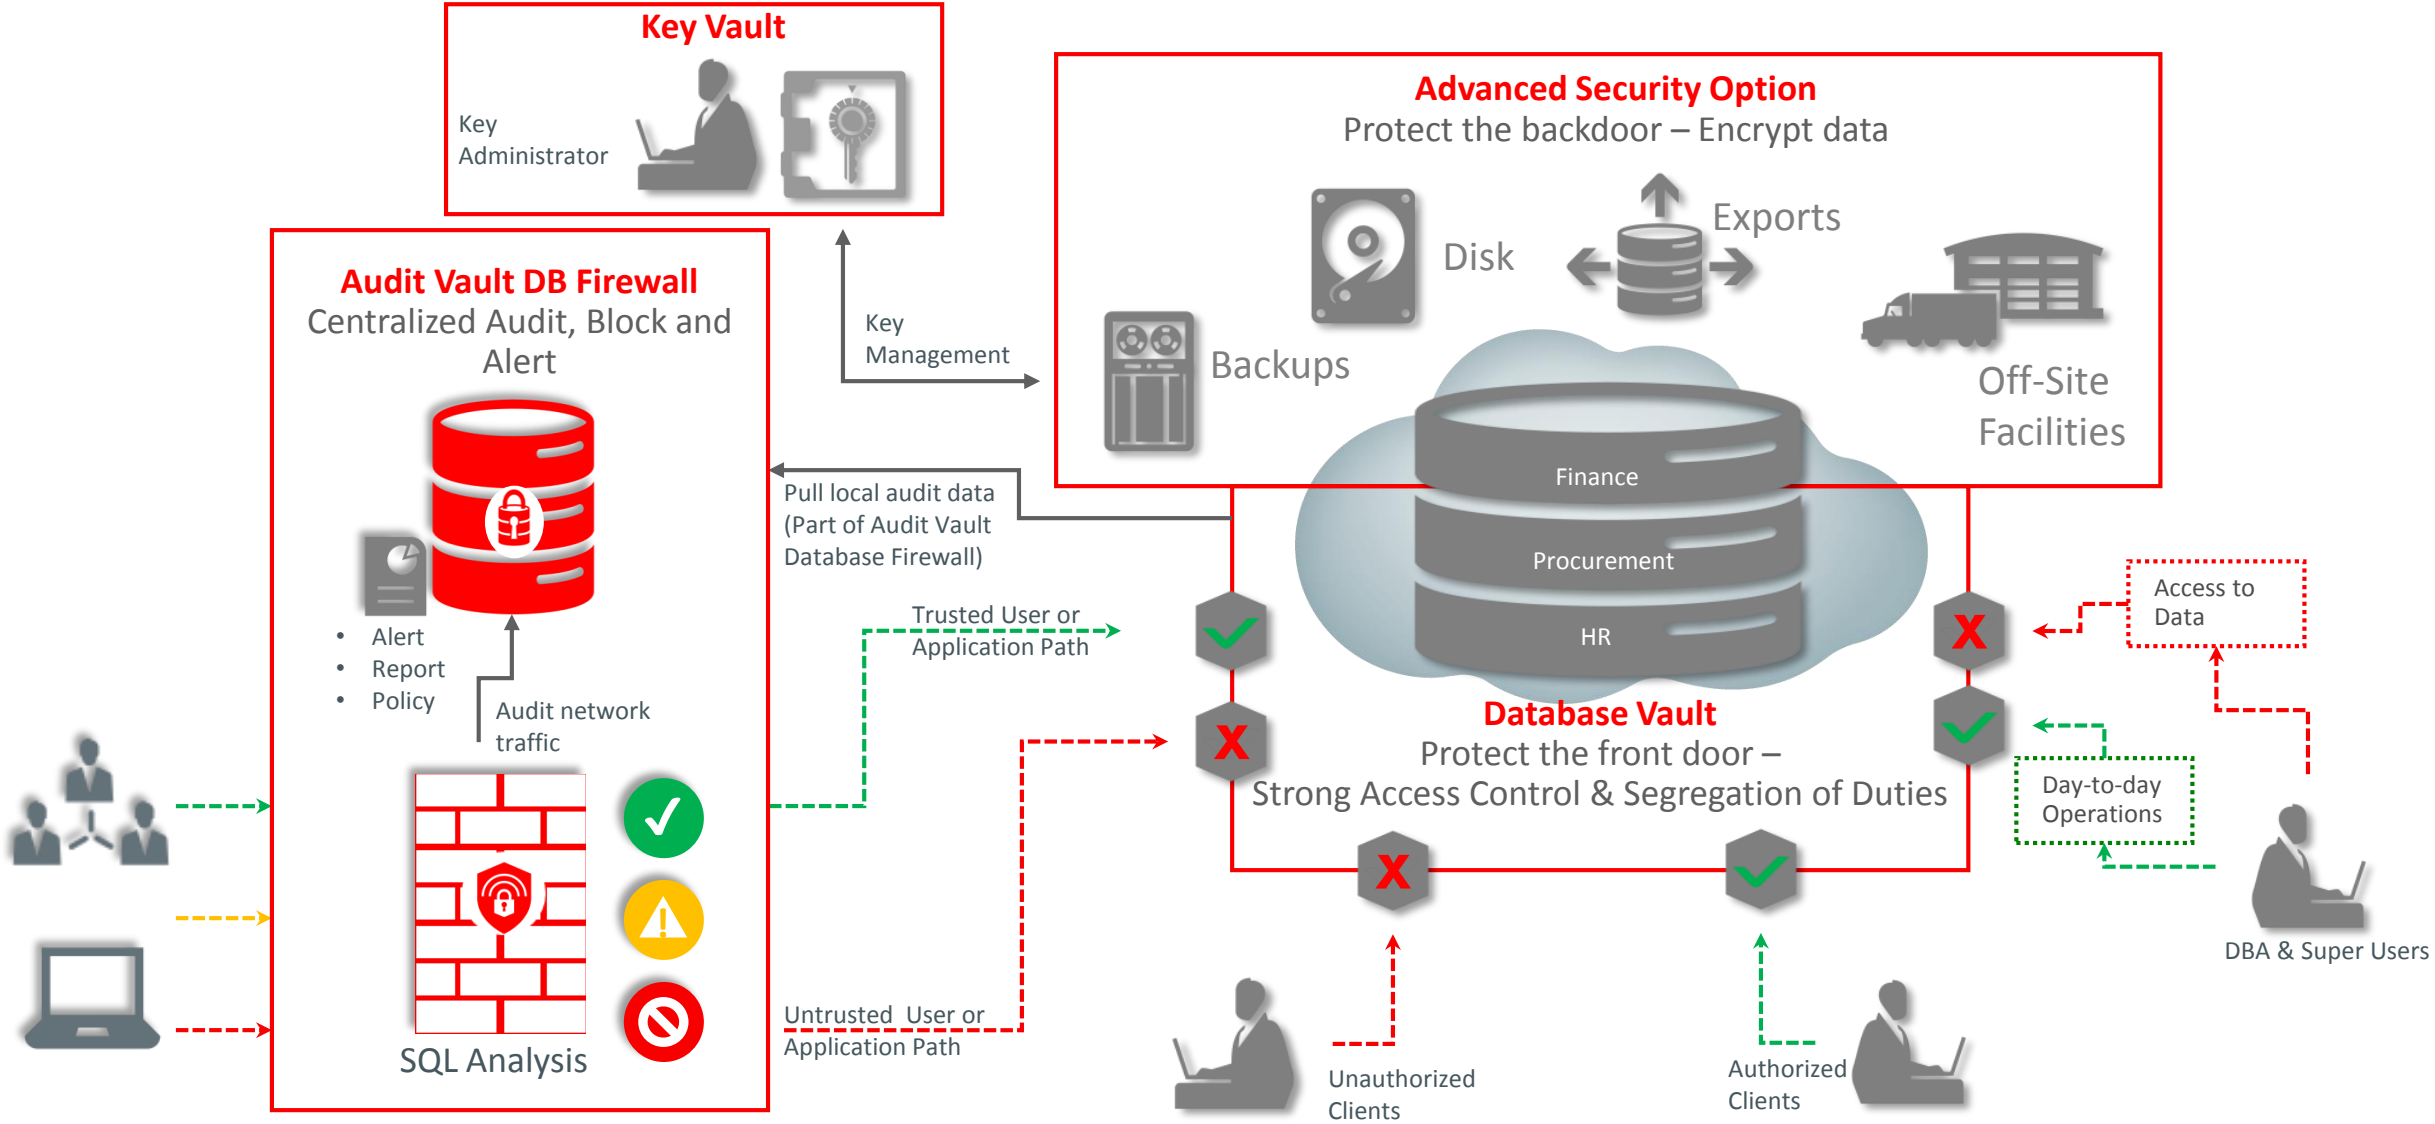 Key Vault
Key
Administrator
Advanced Security Option
Protect the backdoor – Encrypt data
Exports
Disk
Backups
Off-Site
Facilities
Audit Vault DB Firewall
Centralized Audit, Block and
Alert
Key
Management
Pull local audit data
(Part of Audit Vault
Database Firewall)
Finance
Procurement
HR
• Alert
• Report
• Policy
Audit network
traffic
SQL Analysis
Trusted User or
Application Path
Untrusted User or
Application Path
X
Database Vault
Protect the front door –
Strong Access Control & Segregation of Duties
X
X
Access to
Data
Day-to-day
Operations
DBA & Super Users
Unauthorized
Clients
Authorized
Clients